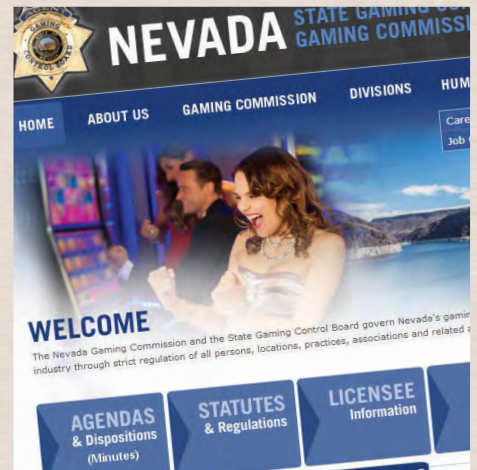 AGENT
GAMING
CONTROL BOARD
NEVADA
STATE GAMING
GAMING COMMISSI
HOME ABOUT US GAMING COMMISSION DIVISIONS HUM
Care
Job
WELCOME
The Nevada Gaming Commission and the State Gaming Control Board govern Nevada's gamin
industry through strict regulation of all persons, locations, practices, associations and related a
AGENDAS
& Dispositions
(Minutes)
STATUTES
& Regulations
LICENSEE
Information